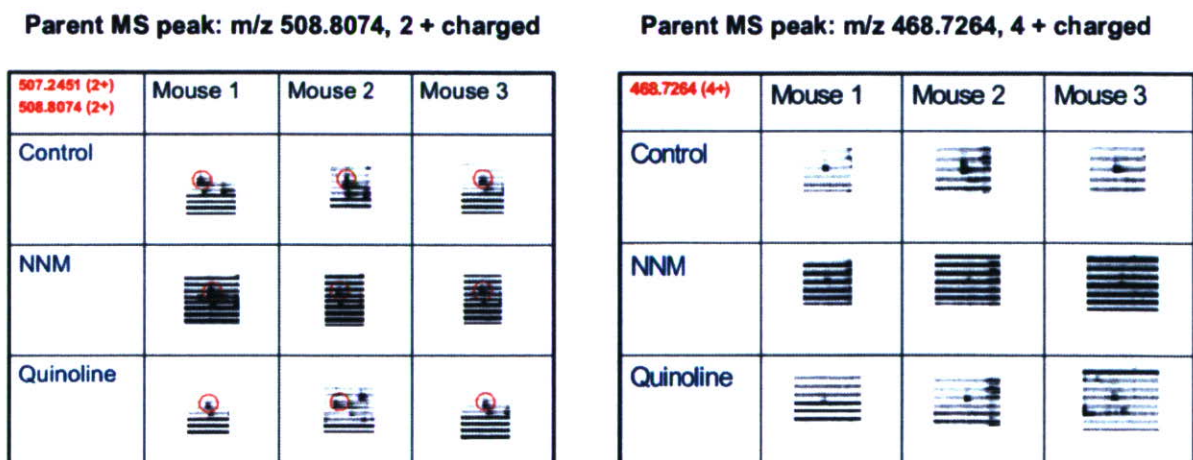 Parent MS peak: m/z 508.8074, 2 + charged
507.2451 (2+)
508.8074 (2+)
Mouse 1
Mouse 2
Mouse 3
Control
NNM
Quinoline
Parent MS peak: m/z 468.7264, 4 + charged
468.7264 (4+)
Mouse 1
Mouse 2
Mouse 3
Control
NNM
Quinoline